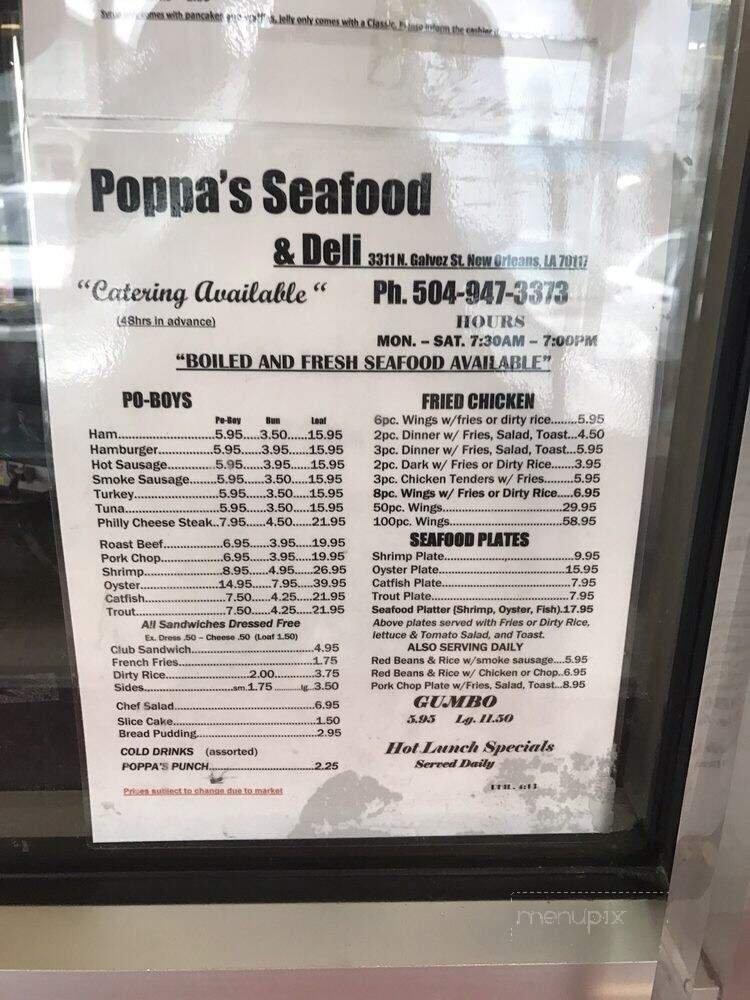 mes with pancakes and waffles, Jelly only comes with a Classic, Please inform the cashier
Poppa's Seafood
& Deli 3311 N. Galvez St. New Orleans, LA 70117
"Catering Available " Ph. 504-947-3373
(48hrs in advance)
HOURS
MON. – SAT. 7:30AM – 7:00PM
"BOILED AND FRESH SEAFOOD AVAILABLE"
PO-BOYS
Po-Boy Bun Loaf
Ham.....5.95.....3.50.....15.95
Hamburger.....5.95.....3.95.....15.95
Hot Sausage.....5.95.....3.95.....15.95
Smoke Sausage.....5.95.....3.50.....15.95
Turkey.....5.95.....3.50.....15.95
Tuna.....5.95.....3.50.....15.95
Philly Cheese Steak..7.95.....4.50.....21.95
Roast Beef.....6.95.....3.95.....19.95
Pork Chop.....6.95.....3.95.....19.95
Shrimp.....8.95.....4.95.....26.95
Oyster.....14.95.....7.95.....39.95
Catfish.....7.50.....4.25.....21.95
Trout.....7.50.....4.25.....21.95
All Sandwiches Dressed Free
Ex. Dress .50 – Cheese .50 (Loaf 1.50)
Club Sandwich.....4.95
French Fries.....1.75
Dirty Rice.....2.00.....3.75
Sides.....sm 1.75.....lg 3.50
Chef Salad.....6.95
Slice Cake.....1.50
Bread Pudding.....2.95
COLD DRINKS (assorted)
POPPA'S PUNCH.....2.25
Prices subject to change due to market
FRIED CHICKEN
6pc. Wings w/fries or dirty rice........5.95
2pc. Dinner w/ Fries, Salad, Toast...4.50
3pc. Dinner w/ Fries, Salad, Toast...5.95
2pc. Dark w/ Fries or Dirty Rice.......3.95
3pc. Chicken Tenders w/ Fries........5.95
8pc. Wings w/ Fries or Dirty Rice.....6.95
50pc. Wings.....29.95
100pc. Wings.....58.95
SEAFOOD PLATES
Shrimp Plate.....9.95
Oyster Plate.....15.95
Catfish Plate.....7.95
Trout Plate.....7.95
Seafood Platter (Shrimp, Oyster, Fish).17.95
Above plates served with Fries or Dirty Rice,
lettuce & Tomato Salad, and Toast.
ALSO SERVING DAILY
Red Beans & Rice w/smoke sausage....5.95
Red Beans & Rice w/ Chicken or Chop..6.95
Pork Chop Plate w/Fries, Salad, Toast...8.95
GUMBO
5.95 Lg. 11.50
Hot Lunch Specials
Served Daily
menupix